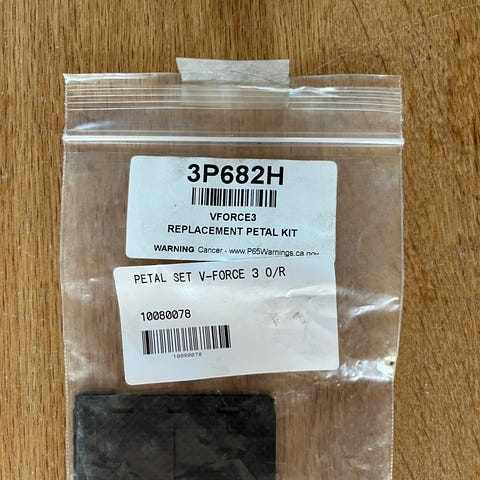 3P682H
VFORCE3
REPLACEMENT PETAL KIT
WARNING Cancer - www.P65Warnings.ca.gov
PETAL SET V-FORCE 3 O/R
10080078
10080078